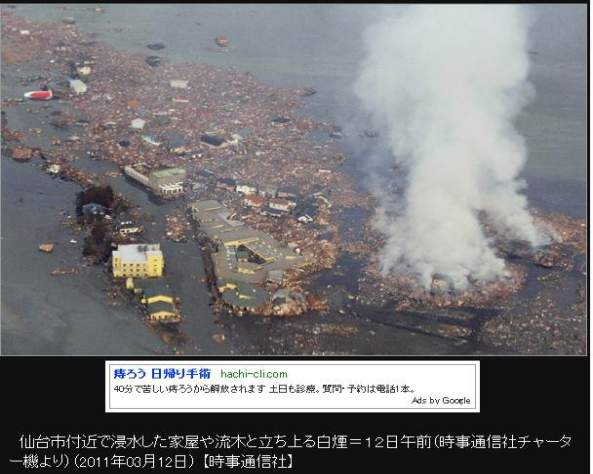 痔ろう 日帰り手術 hachi-cli.com
40分で苦しい痔ろうから解放されます 土日も診療。質問・予約は電話1本。
Ads by Google
仙台市付近で浸水した家屋や流木と立ち上る白煙＝１２日午前（時事通信社チャータ
ー機より）（2011年03月12日）【時事通信社】